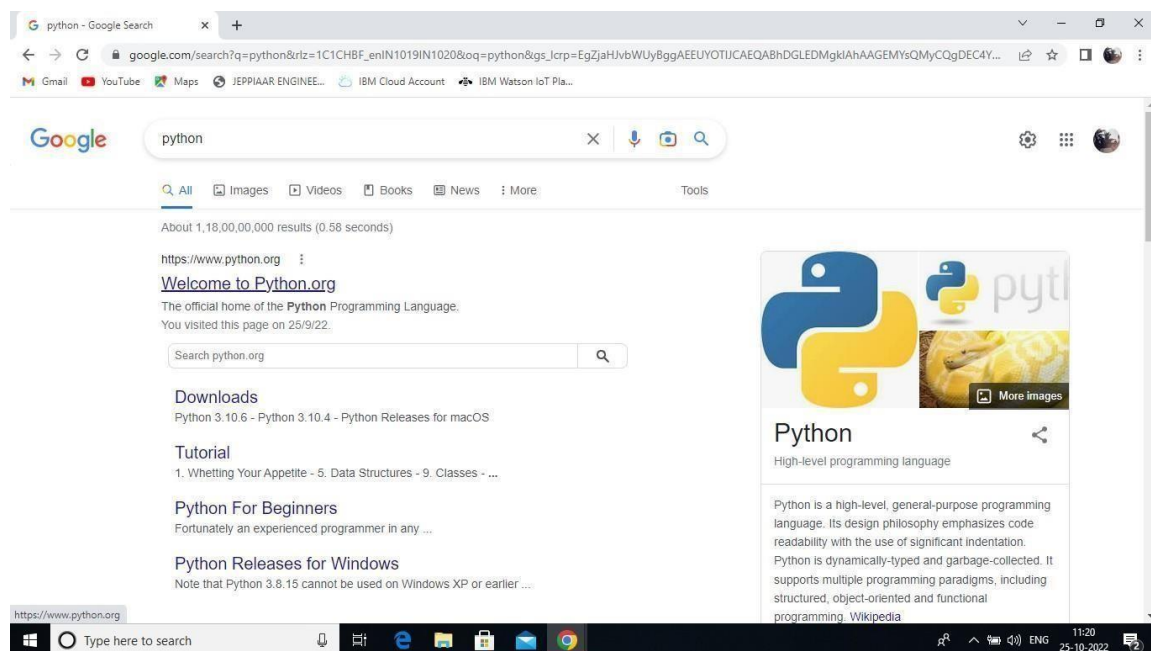 python - Google Search
google.com/search?q=python&rlz=1C1CHBF_enIN1019IN1020&oq=python&gs_lcrp=EgZjaHJvbWUyBggAEEUYOTIJCAEQABhDGLEDMgkIAhAAGEMYsQMyCQgDEC4Y...
Gmail YouTube Maps JEPPIAAR ENGINEE... IBM Cloud Account IBM Watson IoT Pla...
Google python
All Images Videos Books News More Tools
About 1,18,00,00,000 results (0.58 seconds)
https://www.python.org
Welcome to Python.org
The official home of the Python Programming Language.
You visited this page on 25/9/22.
Search python.org
Downloads
Python 3.10.6 - Python 3.10.4 - Python Releases for macOS
Tutorial
1. Whetting Your Appetite - 5. Data Structures - 9. Classes - ...
Python For Beginners
Fortunately an experienced programmer in any ...
Python Releases for Windows
Note that Python 3.8.15 cannot be used on Windows XP or earlier ...
pyth
More images
Python
High-level programming language
Python is a high-level, general-purpose programming
language. Its design philosophy emphasizes code
readability with the use of significant indentation.
Python is dynamically-typed and garbage-collected. It
supports multiple programming paradigms, including
structured, object-oriented and functional
programming. Wikipedia
https://www.python.org
Type here to search
ENG
11:20
25-10-2022
2